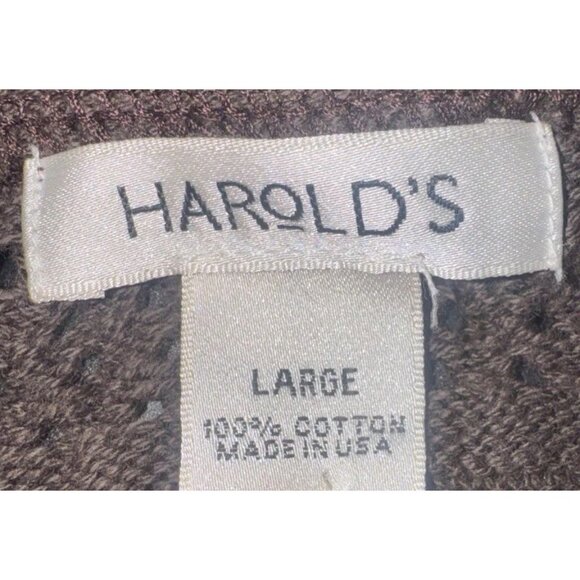 HAROLD'S
LARGE
100% COTTON
MADE IN USA